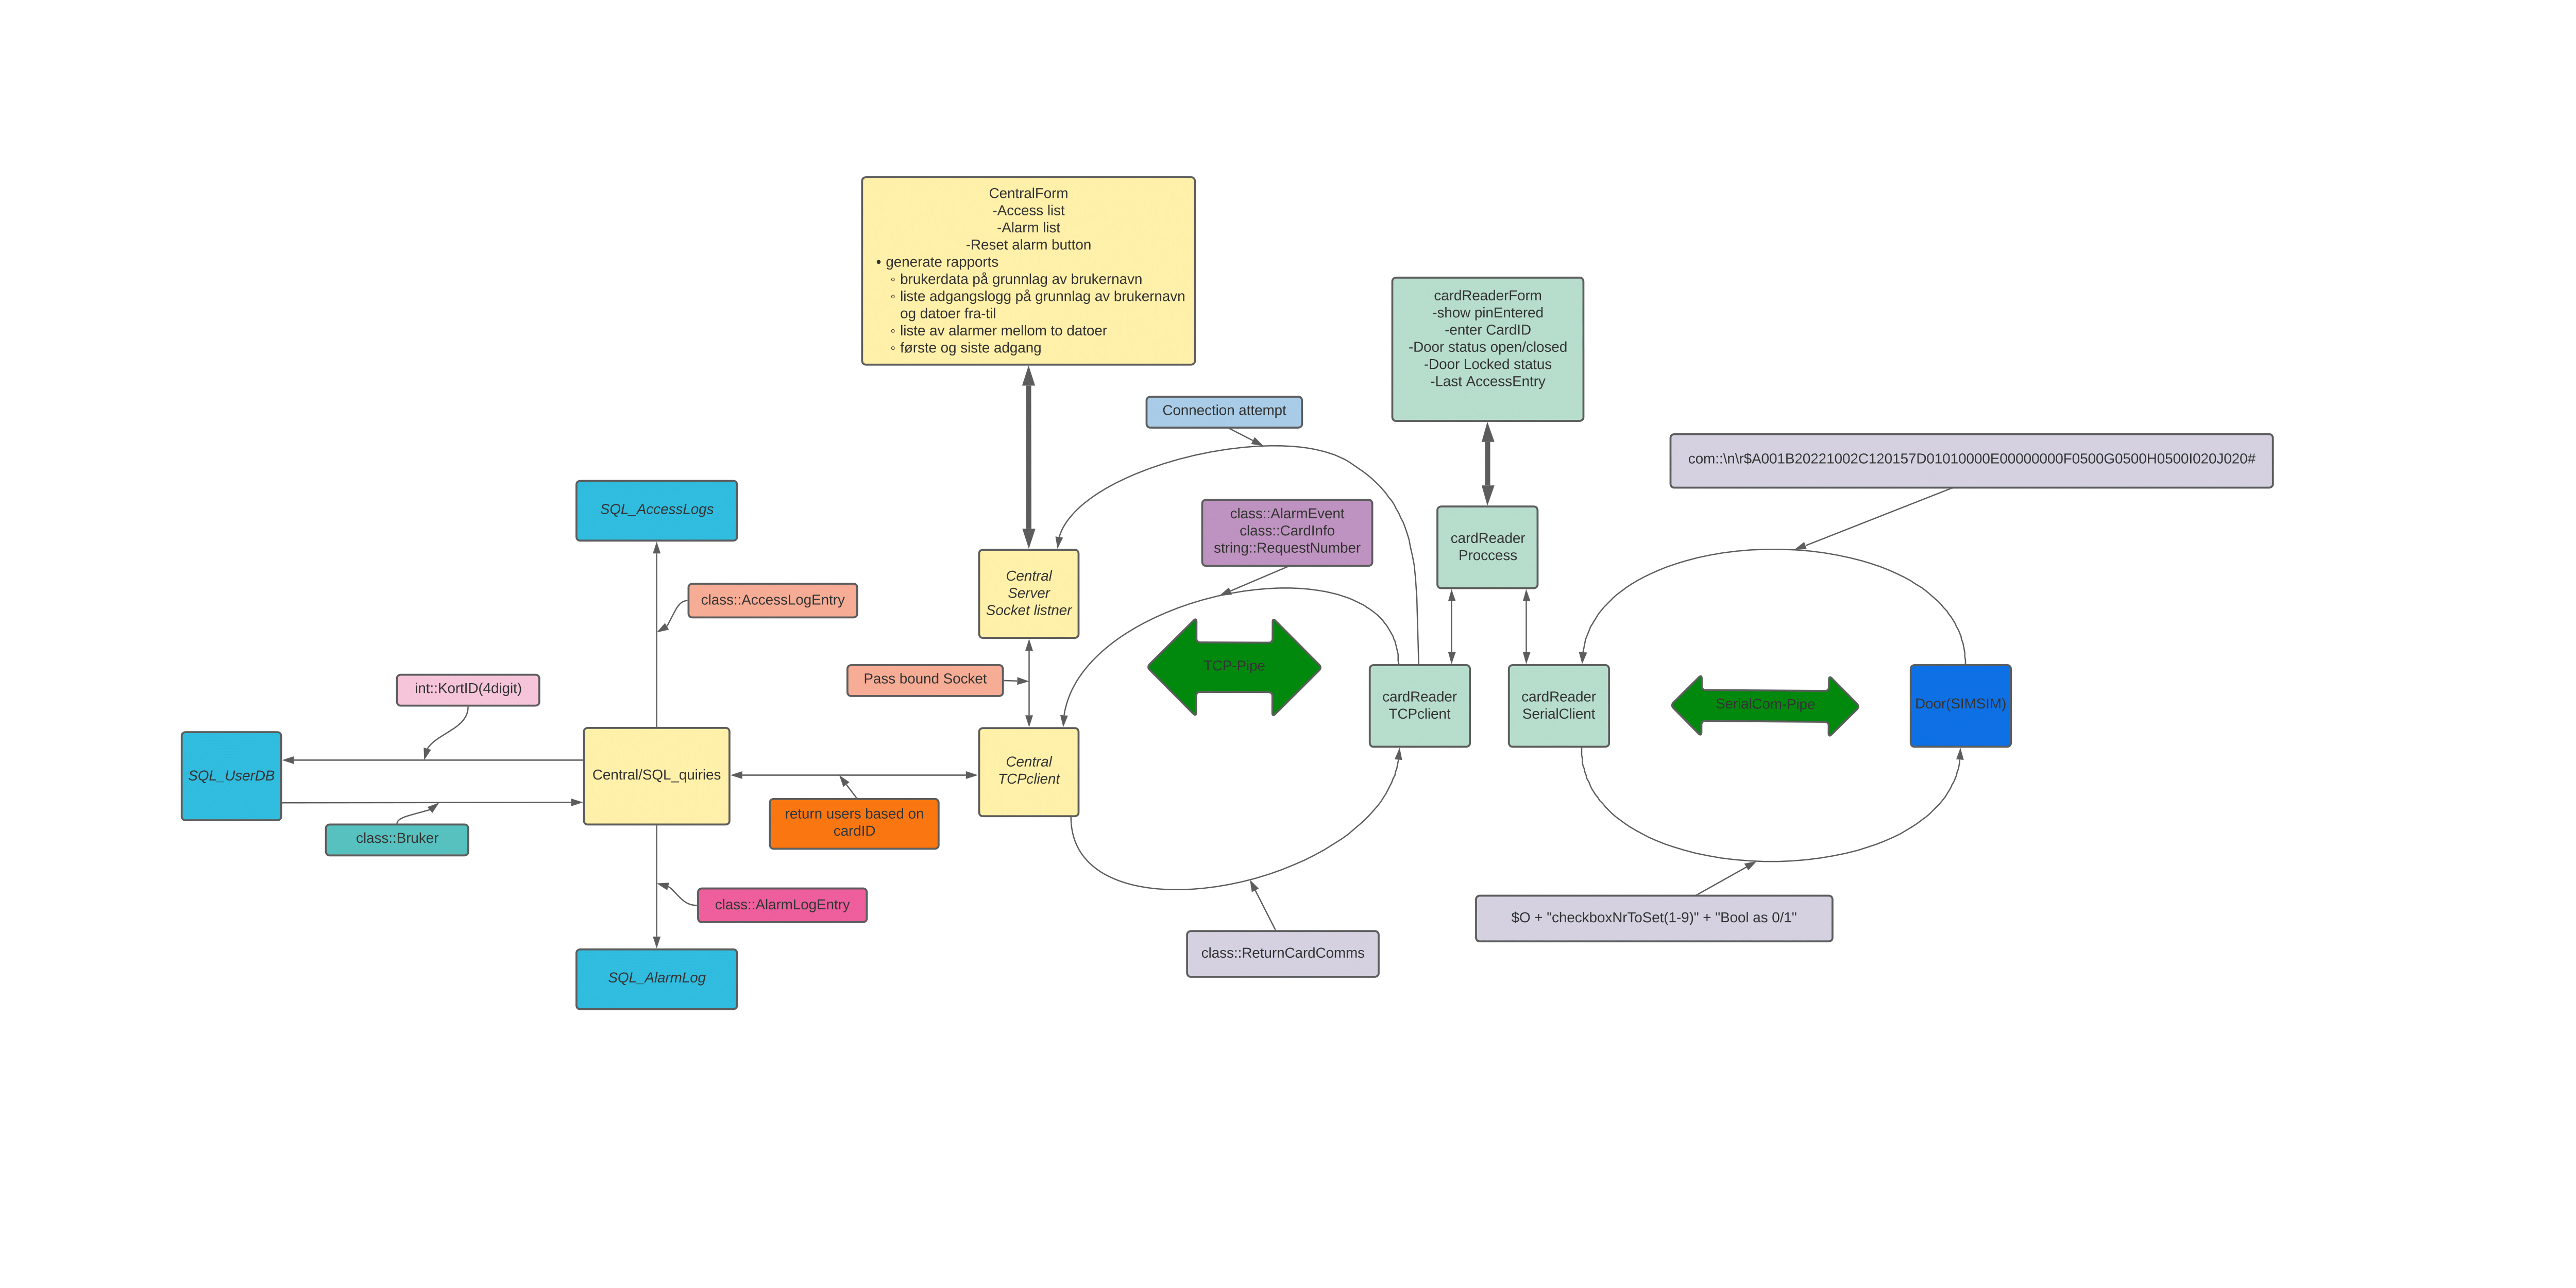 CentralForm
-Access list
-Alarm list
-Reset alarm button
• generate rapports
◦ brukerdata på grunnlag av brukernavn
◦ liste adgangslogg på grunnlag av brukernavn
og datoer fra-til
◦ liste av alarmer mellom to datoer
◦ første og siste adgang
cardReaderForm
-show pinEntered
-enter CardID
-Door status open/closed
-Door Locked status
-Last AccessEntry
Connection attempt
com::\n\r$A001B20221002C120157D01010000E00000000F0500G0500H0500I020J020#
SQL_AccessLogs
class::AlarmEvent
class::CardInfo
string::RequestNumber
cardReader
Proccess
Central
Server
Socket listner
class::AccessLogEntry
Pass bound Socket
TCP-Pipe
int::KortID(4digit)
cardReader
TCPclient
cardReader
SerialClient
SerialCom-Pipe
Door(SIMSIM)
SQL_UserDB
Central/SQL_quiries
Central
TCPclient
return users based on
cardID
class::Bruker
class::AlarmLogEntry
$O + "checkboxNrToSet(1-9)" + "Bool as 0/1"
class::ReturnCardComms
SQL_AlarmLog